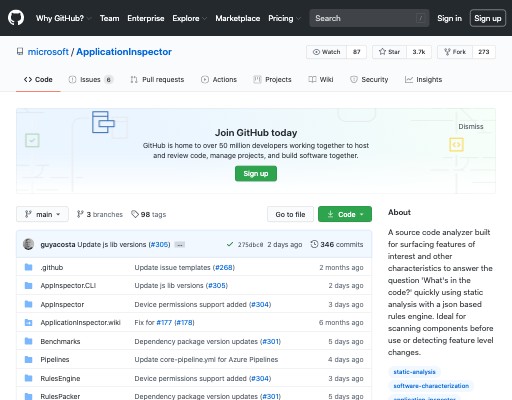 Why GitHub? Team Enterprise Explore Marketplace Pricing Search / Sign in Sign up
microsoft / ApplicationInspector
Watch 87 Star 3.7k Fork 273
Code Issues 6 Pull requests Actions Projects Wiki Security Insights
Dismiss
Join GitHub today
GitHub is home to over 50 million developers working together to host
and review code, manage projects, and build software together.
Sign up
main 3 branches 98 tags Go to file Code
guyacosta Update js lib versions (#305) ... 275dbc0 2 days ago 346 commits
.github Update issue templates (#268) 2 months ago
AppInspector.CLI Update js lib versions (#305) 2 days ago
AppInspector Device permissions support added (#304) 3 days ago
ApplicationInspector.wiki Fix for #177 (#178) 6 months ago
Benchmarks Dependency package version updates (#301) 5 days ago
Pipelines Update core-pipeline.yml for Azure Pipelines 4 days ago
RulesEngine Device permissions support added (#304) 3 days ago
RulesPacker Dependency package version updates (#301) 5 days ago
About
A source code analyzer built
for surfacing features of
interest and other
characteristics to answer the
question 'What's in the
code?' quickly using static
analysis with a json based
rules engine. Ideal for
scanning components before
use or detecting feature level
changes.
static-analysis
software-characterization
application-inspector